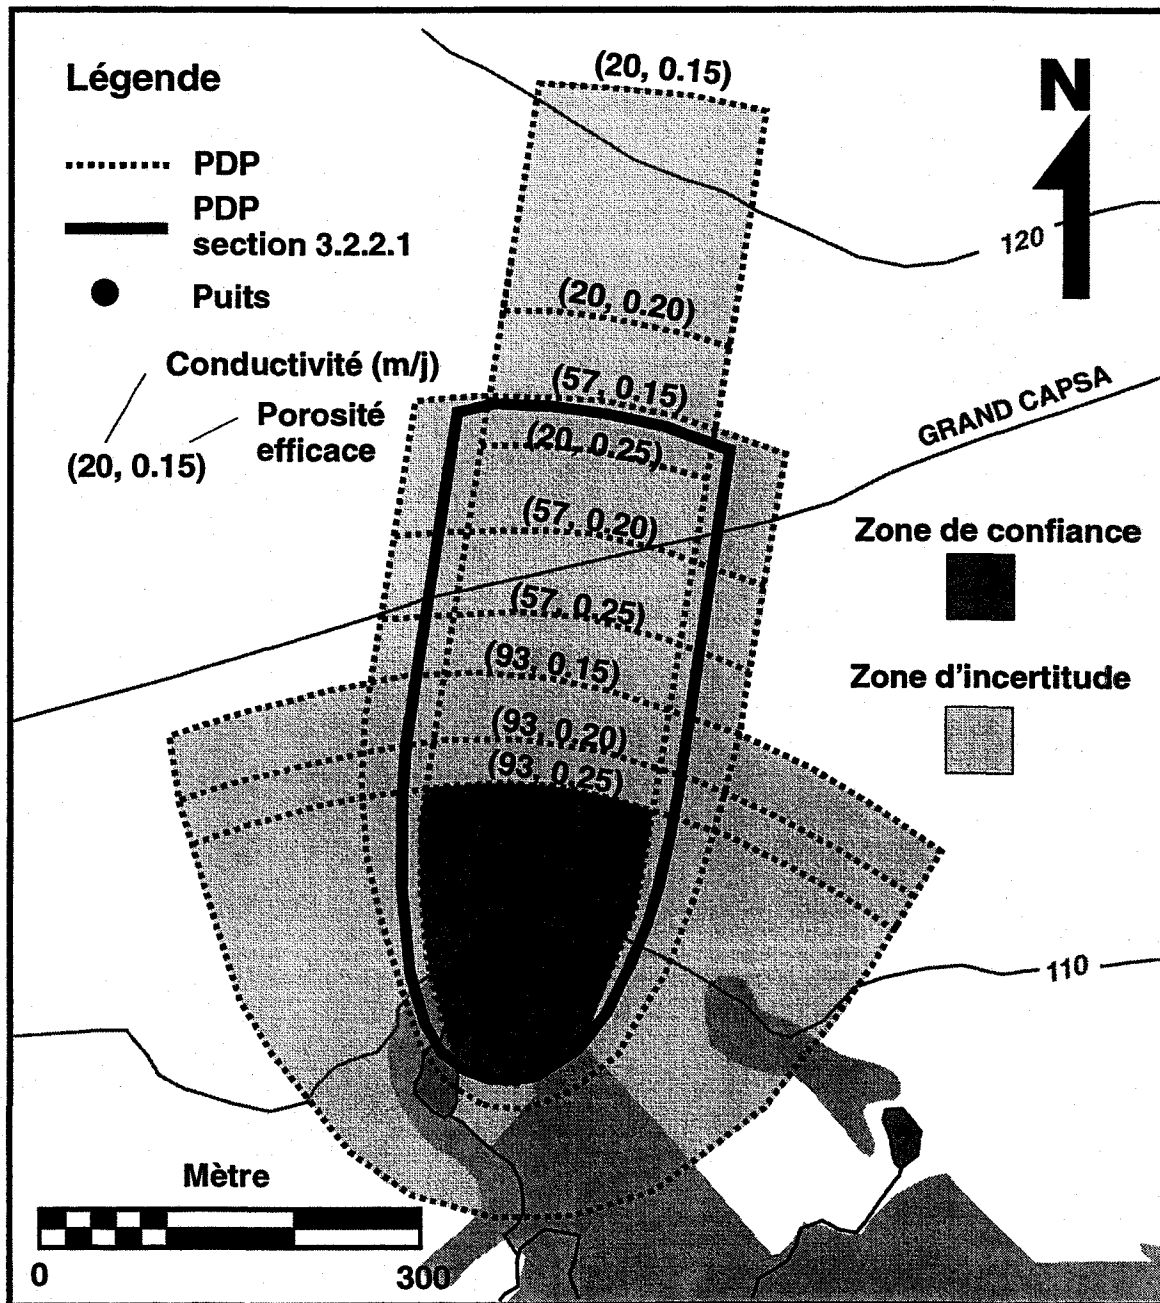 Légende
PDP
PDP
section 3.2.2.1
Puits
Conductivité (m/j)
Porosité
efficace
(20, 0.15)
(20, 0.15)
N
120
(20, 0.20)
(57, 0.15)
GRAND CAPSA
(20, 0.25)
(57, 0.20)
Zone de confiance
(57, 0.25)
(93, 0.15)
Zone d'incertitude
(93, 0.20)
(93, 0.25)
110
Mètre
0
300